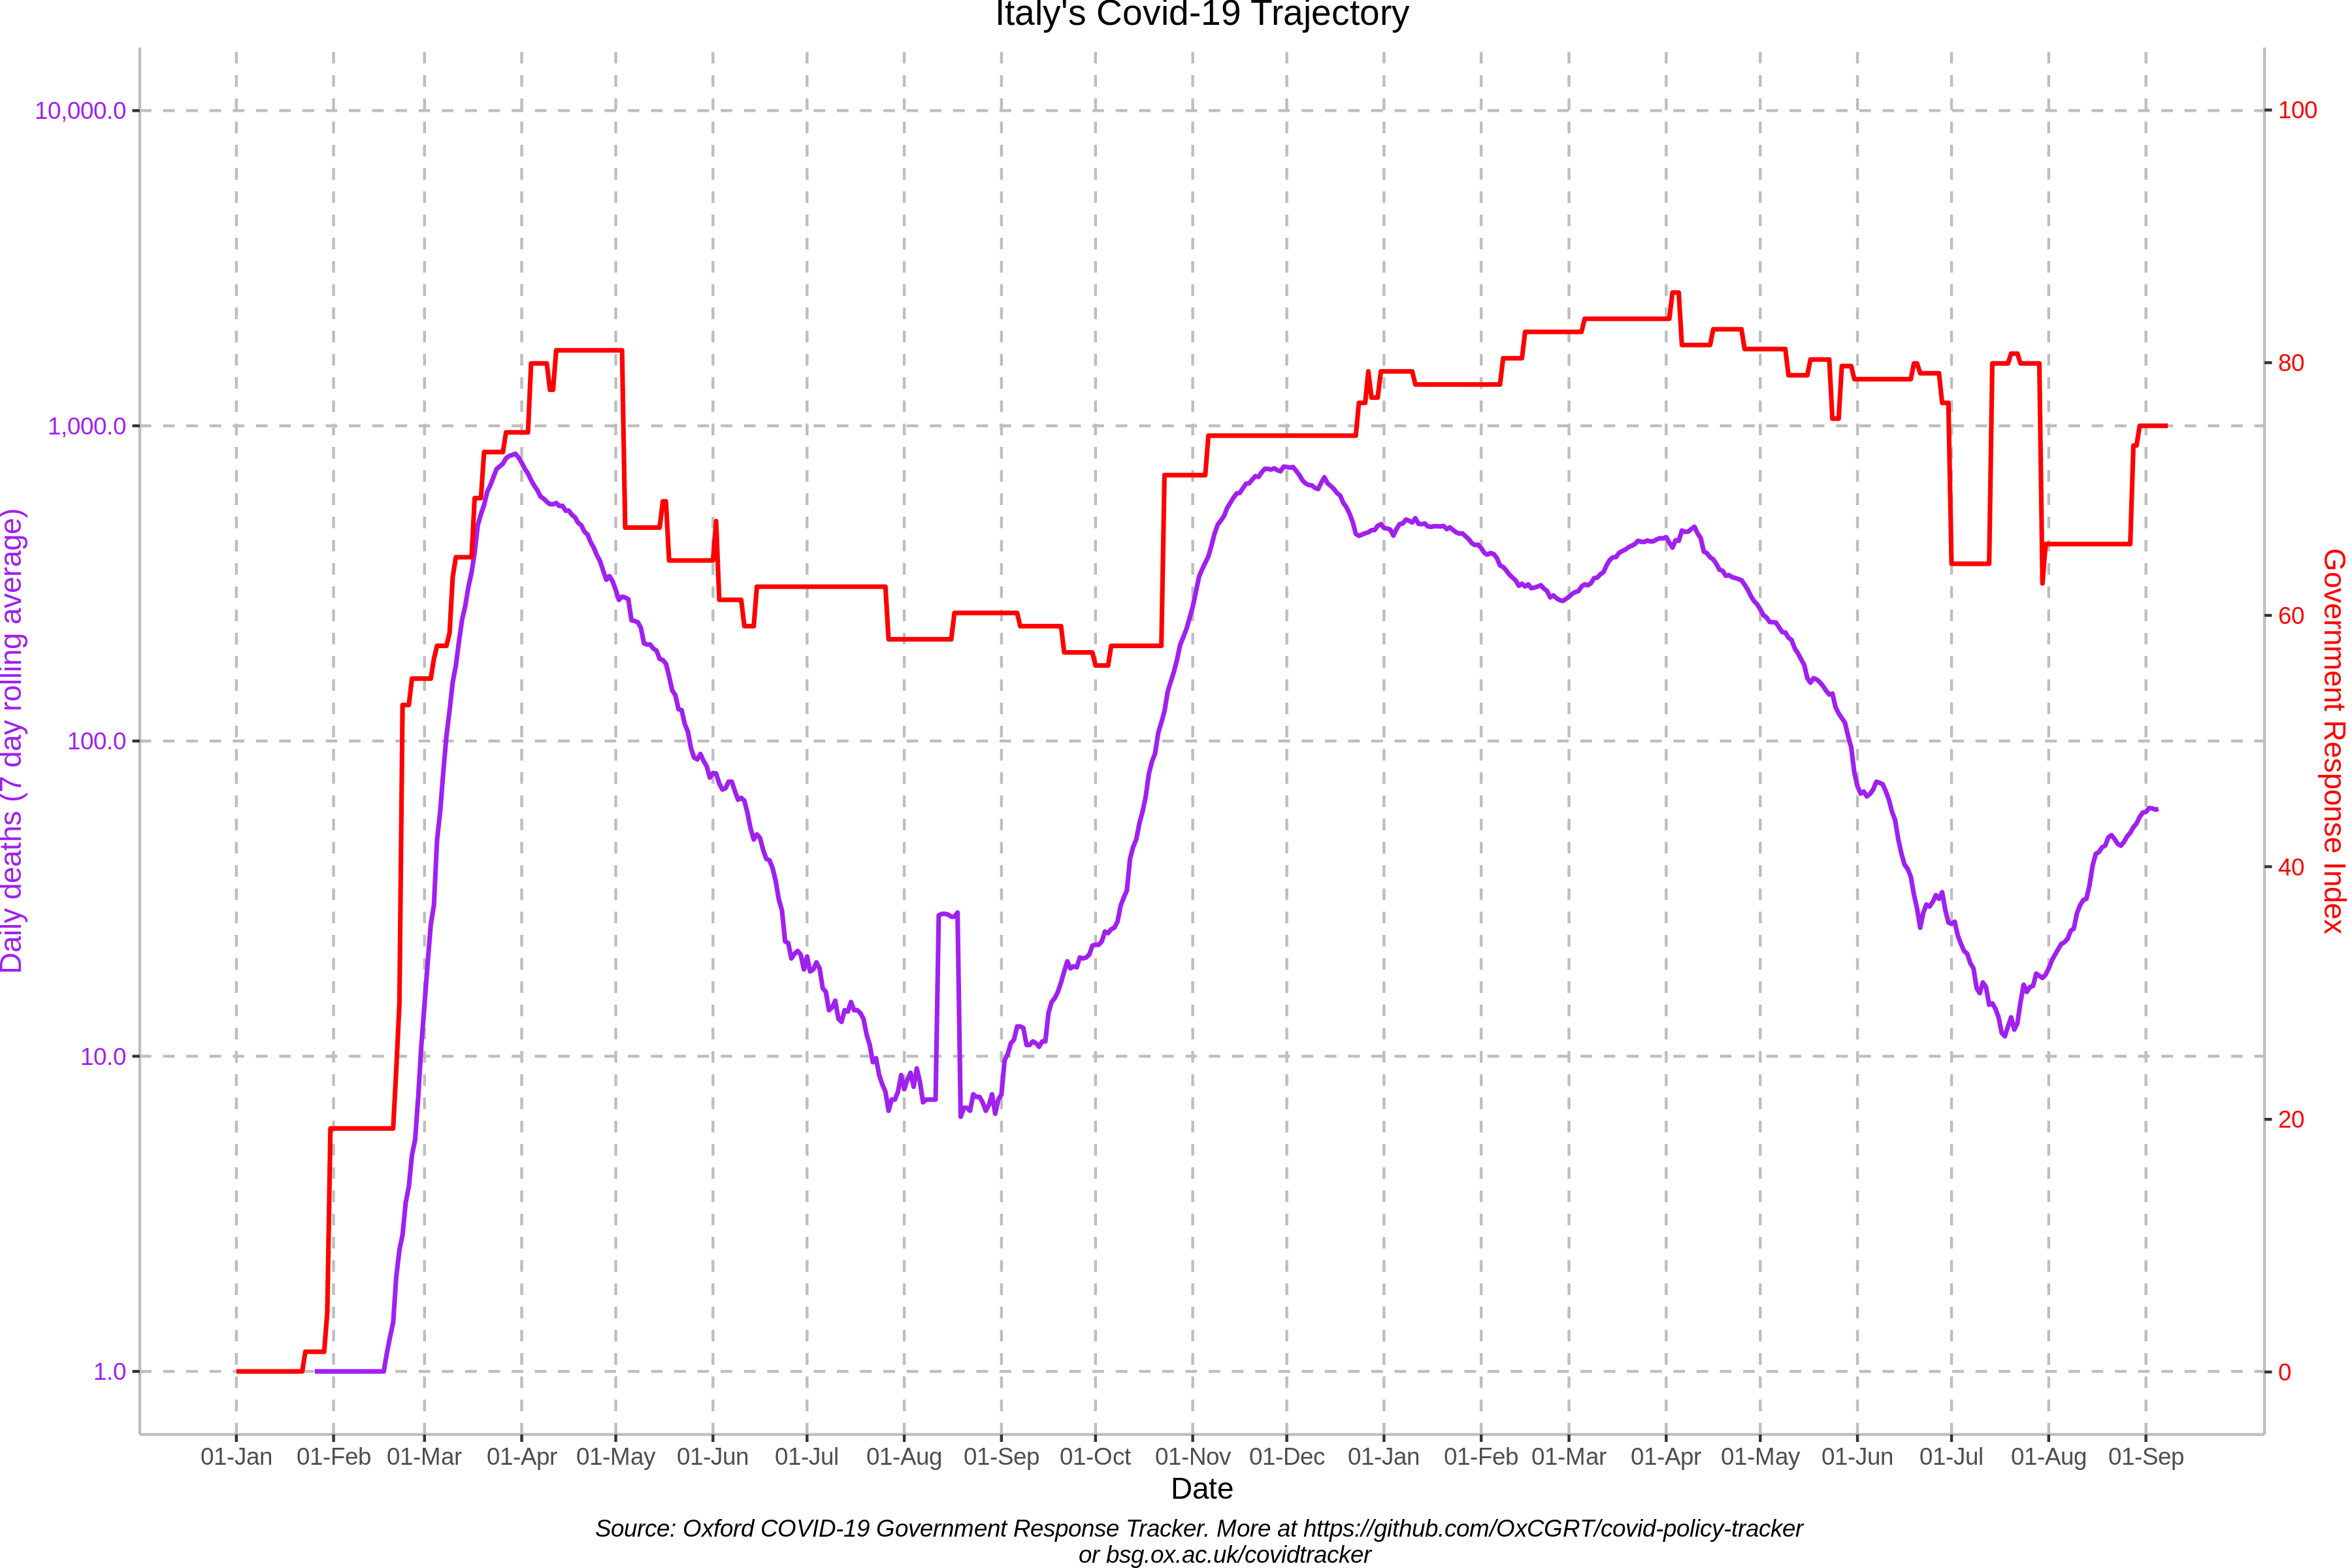 Italy's Covid-19 Trajectory
10,000.0
1,000.0
100.0
10.0
1.0
Daily deaths (7 day rolling average)
100
80
60
40
20
0
Government Response Index
01-Jan 01-Feb 01-Mar 01-Apr 01-May 01-Jun 01-Jul 01-Aug 01-Sep 01-Oct 01-Nov 01-Dec 01-Jan 01-Feb 01-Mar 01-Apr 01-May 01-Jun 01-Jul 01-Aug 01-Sep
Date
Source: Oxford COVID-19 Government Response Tracker. More at https://github.com/OxCGRT/covid-policy-tracker
or bsg.ox.ac.uk/covidtracker